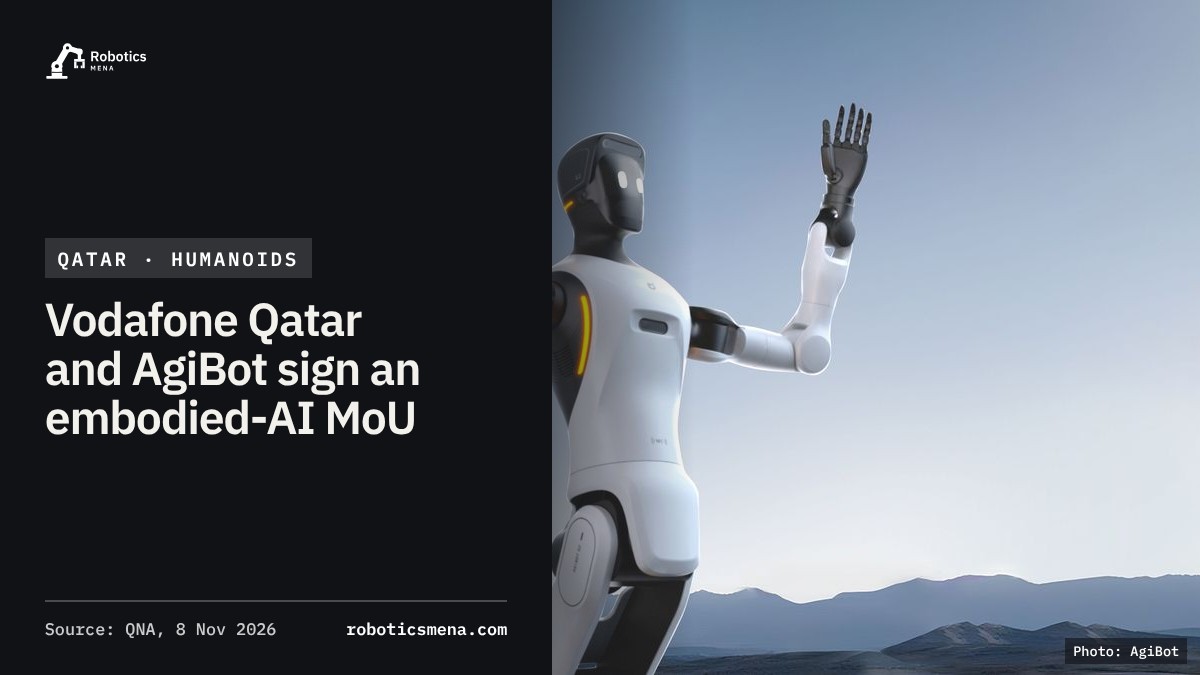 Robotics
MENA
QATAR · HUMANOIDS
Vodafone Qatar
and AgiBot sign an
embodied-AI MoU
Source: QNA, 8 Nov 2026
roboticsmena.com
Photo: AgiBot